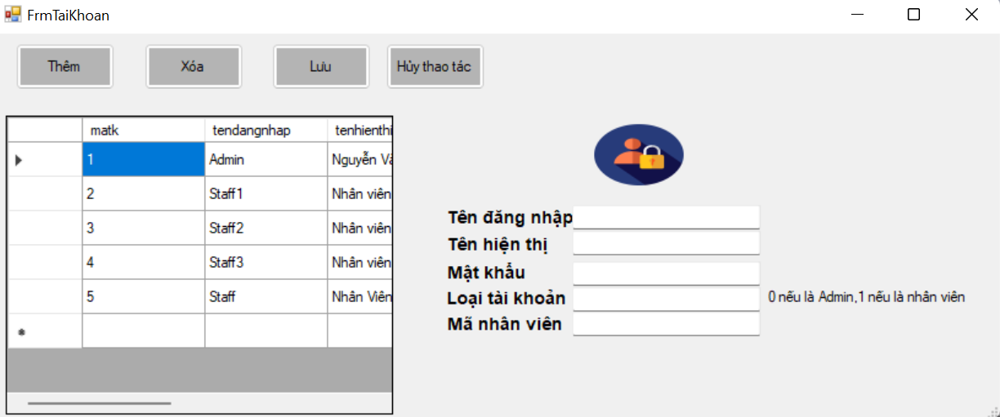 FrmTaiKhoan
Thêm Xóa Lưu Hủy thao tác
matk tendangnhap tenhienthi
1 Admin Nguyễn Vă
2 Staff1 Nhân viên
3 Staff2 Nhân viên
4 Staff3 Nhân viên
5 Staff Nhân Viên
Tên đăng nhập
Tên hiện thị
Mật khẩu
Loại tài khoản 0 nếu là Admin,1 nếu là nhân viên
Mã nhân viên